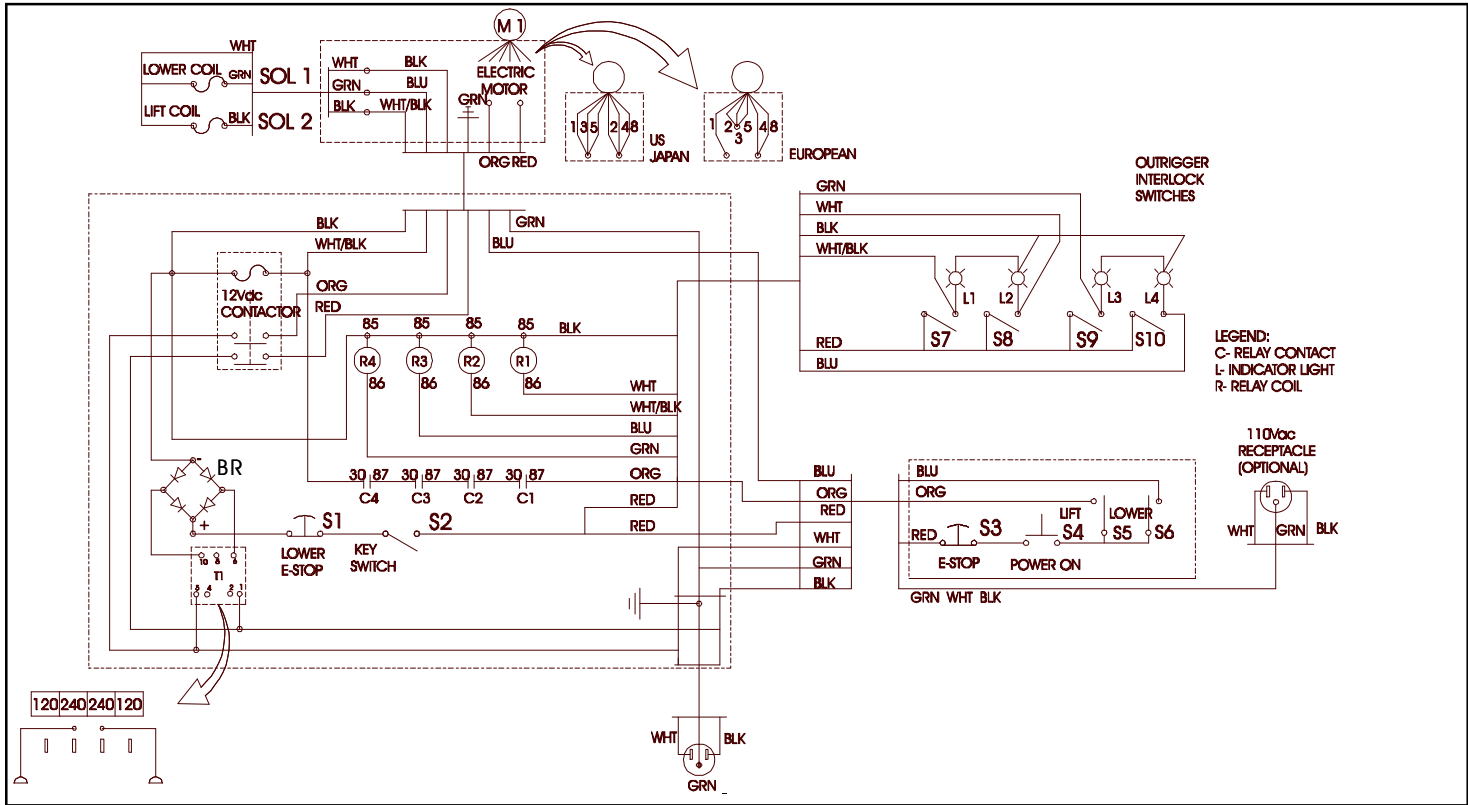 M 1
WHT
LOWER COIL
GRN
SOL 1
LIFT COIL
BLK
SOL 2
WHT
BLK
GRN
BLU
BLK
WHT/BLK
ELECTRIC
MOTOR
GRN
ORG RED
1 3 5 2 4 8
US
JAPAN
1 2 5 4 8
3
EUROPEAN
OUTRIGGER
INTERLOCK
SWITCHES
GRN
WHT
BLK
WHT/BLK
L1
L2
L3
L4
S7
S8
S9
S10
RED
BLU
LEGEND:
C- RELAY CONTACT
L- INDICATOR LIGHT
R- RELAY COIL
BLK
GRN
WHT/BLK
BLU
12Vdc
CONTACTOR
ORG
RED
85
85
85
85
BLK
R4
R3
R2
R1
86
86
86
86
WHT
WHT/BLK
BLU
GRN
30 87
30 87
30 87
30 87
ORG
C4
C3
C2
C1
RED
RED
-
BR
+
S1
LOWER
E-STOP
S2
KEY
SWITCH
10 8 9
T1
5 4 2 1
BLU
ORG
RED
WHT
GRN
BLK
BLU
ORG
RED
S3
E-STOP
LIFT
S4
POWER ON
LOWER
S5
S6
GRN WHT BLK
110Vac
RECEPTACLE
(OPTIONAL)
WHT
GRN
BLK
120 240 240 120
WHT
BLK
GRN